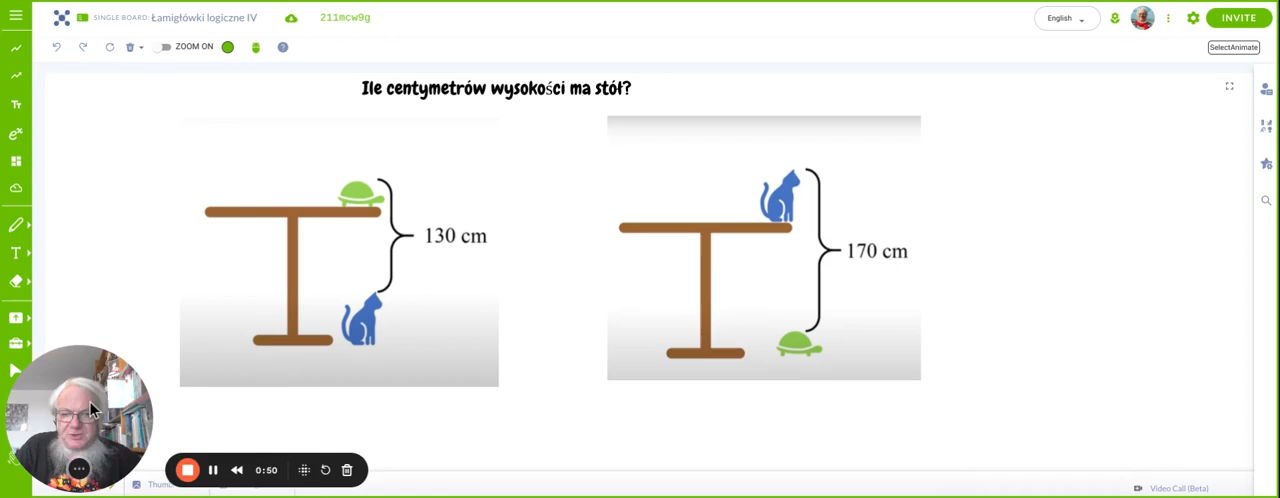 SINGLE BOARD: Łamigłówki logiczne IV
211mcw9g
English
INVITE
ZOOM ON
SelectAnimate
Ile centymetrów wysokości ma stół?
130 cm
170 cm
0:50
Video Call (Beta)